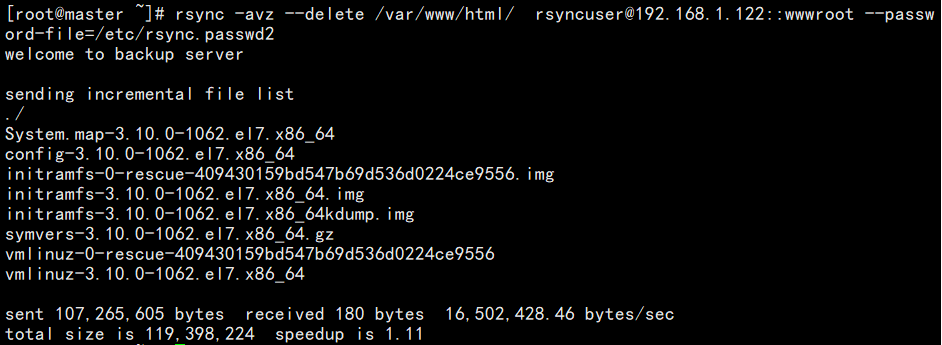 [root@master ~]# rsync -avz --delete /var/www/html/  rsyncuser@192.168.1.122::wwwroot --passw
ord-file=/etc/rsync.passwd2
welcome to backup server
sending incremental file list
./
System.map-3.10.0-1062.el7.x86_64
config-3.10.0-1062.el7.x86_64
initramfs-0-rescue-409430159bd547b69d536d0224ce9556.img
initramfs-3.10.0-1062.el7.x86_64.img
initramfs-3.10.0-1062.el7.x86_64kdump.img
symvers-3.10.0-1062.el7.x86_64.gz
vmlinuz-0-rescue-409430159bd547b69d536d0224ce9556
vmlinuz-3.10.0-1062.el7.x86_64
sent 107,265,605 bytes  received 180 bytes  16,502,428.46 bytes/sec
total size is 119,398,224  speedup is 1.11